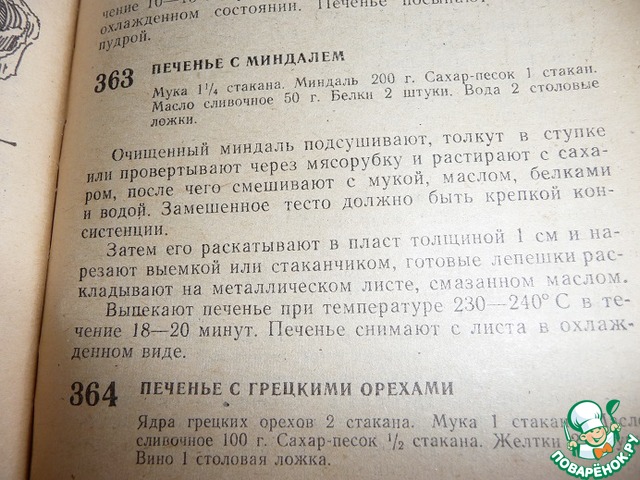 чение 10—
охлажденном состоянии. Печенье
пудрой.
363 ПЕЧЕНЬЕ С МИНДАЛЕМ
Мука 1¹/₄ стакана. Миндаль 200 г. Сахар-песок 1 стакан.
Масло сливочное 50 г. Белки 2 штуки. Вода 2 столовые
ложки.
Очищенный миндаль подсушивают, толкут в ступке
или провертывают через мясорубку и растирают с саха-
ром, после чего смешивают с мукой, маслом, белками
и водой. Замешенное тесто должно быть крепкой кон-
систенции.
Затем его раскатывают в пласт толщиной 1 см и на-
резают выемкой или стаканчиком, готовые лепешки рас-
кладывают на металлическом листе, смазанном маслом.
Выпекают печенье при температуре 230—240° С в те-
чение 18—20 минут. Печенье снимают с листа в охлаж-
денном виде.
364 ПЕЧЕНЬЕ С ГРЕЦКИМИ ОРЕХАМИ
Ядра грецких орехов 2 стакана. Мука 1
сливочное 100 г. Сахар-песок ¹/₂ стакана. Желтки
Вино 1 столовая ложка.
ПОВАРЁНОК.РУ